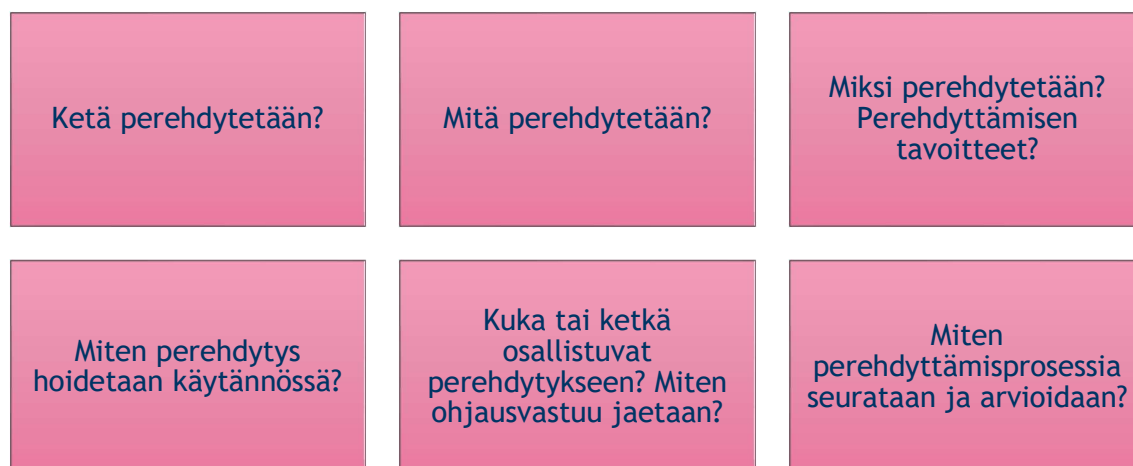 Ketä perehdytetään?
Mitä perehdytetään?
Miksi perehdytetään?
Perehdyttämisen
tavoitteet?
Miten perehdytys
hoidetaan käytännössä?
Kuka tai ketkä
osallistuvat
perehdytykseen? Miten
ohjausvastuu jaetaan?
Miten
perehdyttämisprosessia
seurataan ja arvioidaan?